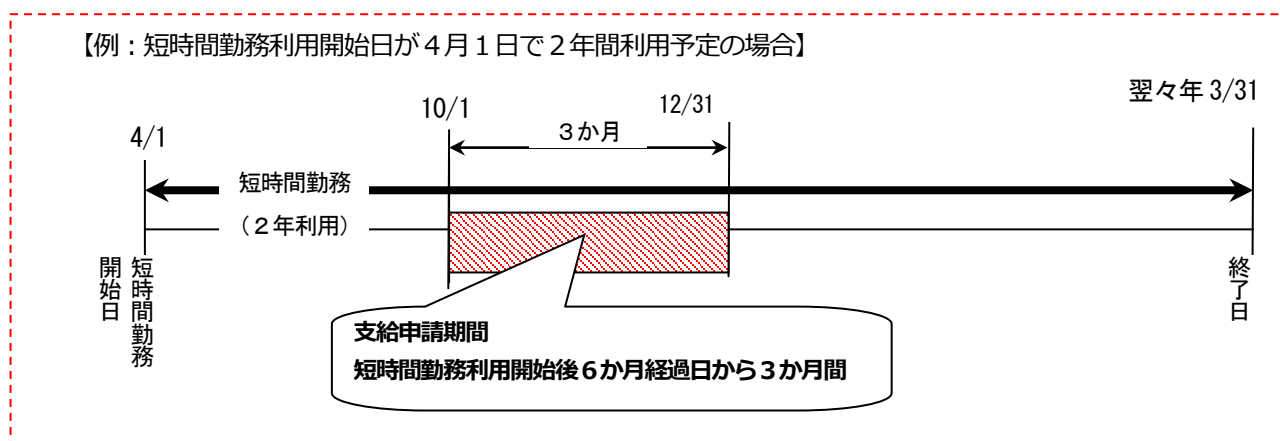 【例：短時間勤務利用開始日が４月１日で２年間利用予定の場合】
翌々年 3/31
10/1
12/31
３か月
4/1
短時間勤務
（２年利用）
短時間勤務
開始日
終了日
支給申請期間
短時間勤務利用開始後６か月経過日から３か月間